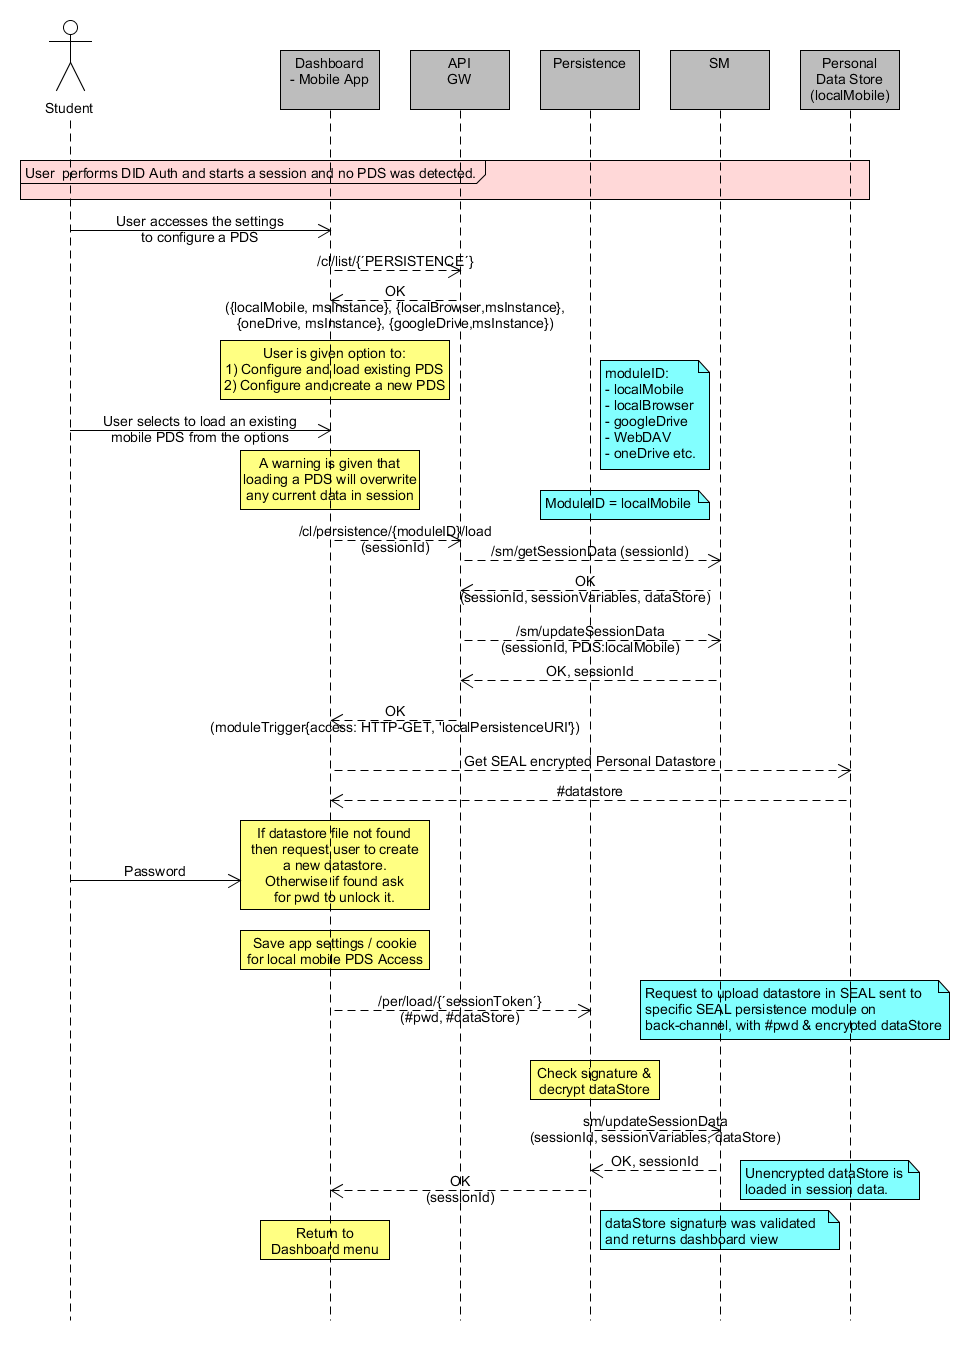 Student
Dashboard
- Mobile App
API
GW
Persistence
SM
Personal
Data Store
(localMobile)
User  performs DID Auth and starts a session and no PDS was detected.
User accesses the settings
to configure a PDS
/cl/list/{´PERSISTENCE´}
OK
({localMobile, msInstance}, {localBrowser,msInstance},
{oneDrive, msInstance}, {googleDrive,msInstance})
User is given option to:
1) Configure and load existing PDS
2) Configure and create a new PDS
moduleID:
- localMobile
- localBrowser
- googleDrive
- WebDAV
- oneDrive etc.
User selects to load an existing
mobile PDS from the options
A warning is given that
loading a PDS will overwrite
any current data in session
ModuleID = localMobile
/cl/persistence/{moduleID}/load
(sessionId)
/sm/getSessionData (sessionId)
OK
(sessionId, sessionVariables, dataStore)
/sm/updateSessionData
(sessionId, PDS:localMobile)
OK, sessionId
OK
(moduleTrigger{access: HTTP-GET, 'localPersistenceURI'})
Get SEAL encrypted Personal Datastore
#datastore
If datastore file not found
then request user to create
a new datastore.
Otherwise if found ask
for pwd to unlock it.
Password
Save app settings / cookie
for local mobile PDS Access
/per/load/{´sessionToken´}
(#pwd, #dataStore)
Request to upload datastore in SEAL sent to
specific SEAL persistence module on
back-channel, with #pwd & encrypted dataStore
Check signature &
decrypt dataStore
sm/updateSessionData
(sessionId, sessionVariables, dataStore)
OK, sessionId
Unencrypted dataStore is
loaded in session data.
OK
(sessionId)
dataStore signature was validated
and returns dashboard view
Return to
Dashboard menu